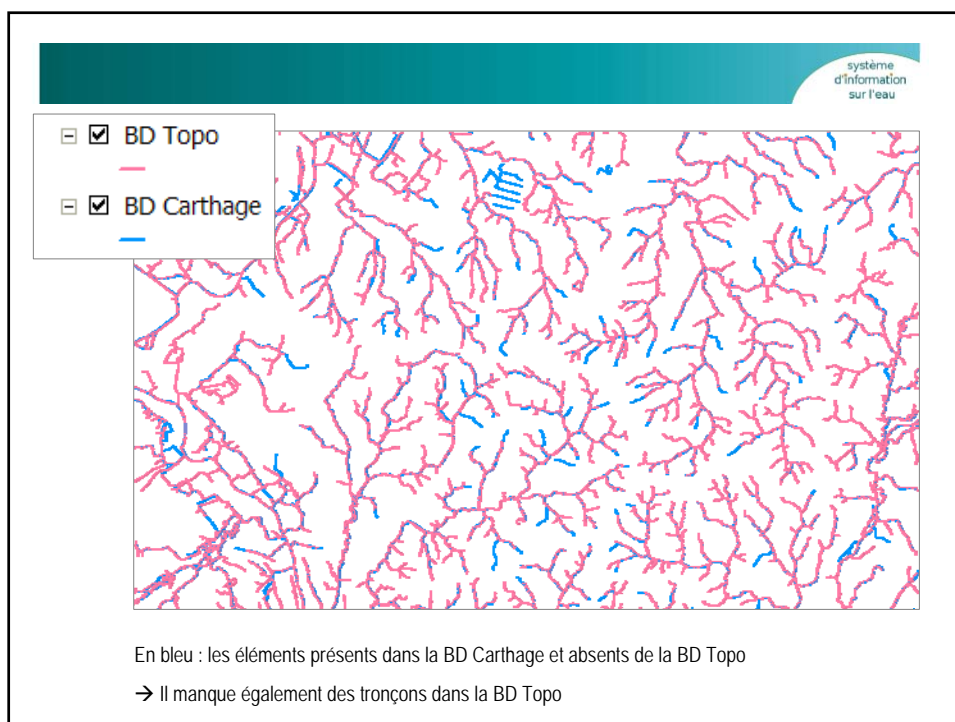 système
d'information
sur l'eau
BD Topo
BD Carthage
En bleu : les éléments présents dans la BD Carthage et absents de la BD Topo
→ Il manque également des tronçons dans la BD Topo